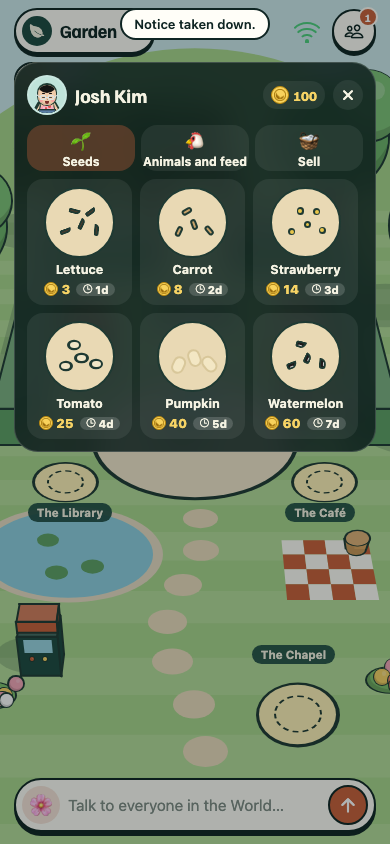 Garden
Notice taken down.
1
Josh Kim
100
Seeds
Animals and feed
Sell
Lettuce
3 1d
Carrot
8 2d
Strawberry
14 3d
Tomato
25 4d
Pumpkin
40 5d
Watermelon
60 7d
The Library
The Café
The Chapel
Talk to everyone in the World...